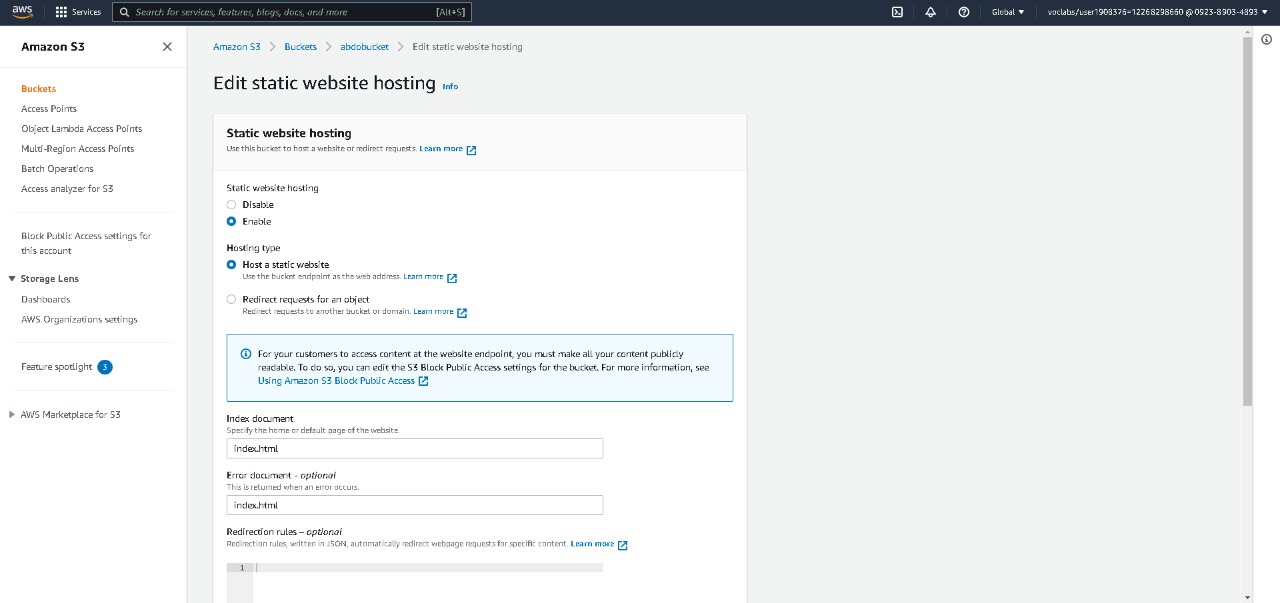 aws
Services
Search for services, features, blogs, docs, and more
[Alt+S]
Global
voclabs/user1908376=12268298660 @ 0923-8903-4893
Amazon S3
Buckets
Access Points
Object Lambda Access Points
Multi-Region Access Points
Batch Operations
Access analyzer for S3
Block Public Access settings for
this account
Storage Lens
Dashboards
AWS Organizations settings
Feature spotlight 3
AWS Marketplace for S3
Amazon S3 Buckets abdobucket Edit static website hosting
Edit static website hosting Info
Static website hosting
Use this bucket to host a website or redirect requests. Learn more
Static website hosting
Disable
Enable
Hosting type
Host a static website
Use the bucket endpoint as the web address. Learn more
Redirect requests for an object
Redirect requests to another bucket or domain. Learn more
For your customers to access content at the website endpoint, you must make all your content publicly
readable. To do so, you can edit the S3 Block Public Access settings for the bucket. For more information, see
Using Amazon S3 Block Public Access
Index document
Specify the home or default page of the website.
index.html
Error document - optional
This is returned when an error occurs.
index.html
Redirection rules – optional
Redirection rules, written in JSON, automatically redirect webpage requests for specific content. Learn more
1